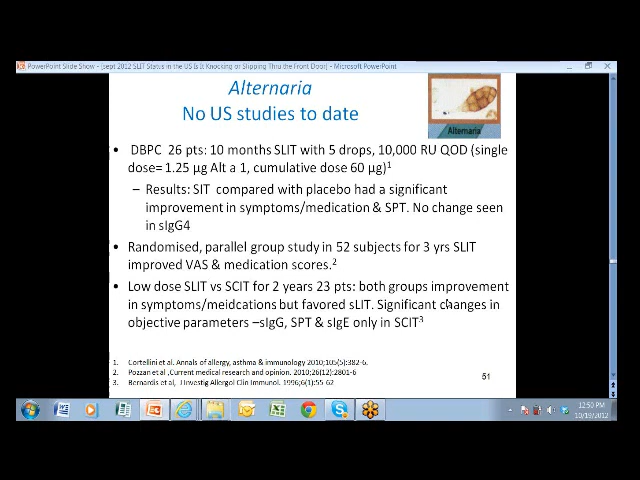 PowerPoint Slide Show - [sept 2012 SLIT Status in the US Is It Knocking or Slipping Thru the Front Door] - Microsoft PowerPoint
Alternaria
No US studies to date
Alternaria
• DBPC 26 pts: 10 months SLIT with 5 drops, 10,000 RU QOD (single
dose= 1.25 µg Alt a 1, cumulative dose 60 µg)1
– Results: SIT compared with placebo had a significant
improvement in symptoms/medication & SPT. No change seen
in sIgG4
• Randomised, parallel group study in 52 subjects for 3 yrs SLIT
improved VAS & medication scores.2
• Low dose SLIT vs SCIT for 2 years 23 pts: both groups improvement
in symptoms/meidcations but favored sLIT. Significant changes in
objective parameters –sIgG, SPT & sIgE only in SCIT3
1. Cortellini et al. Annals of allergy, asthma & immunology 2010;105(5):382-6.
2. Pozzan et al ,Current medical research and opinion. 2010;26(12):2801-6
3. Bernardis et al, J Investig Allergol Clin Immunol. 1996;6(1):55-62
51
12:50 PM
10/19/2012